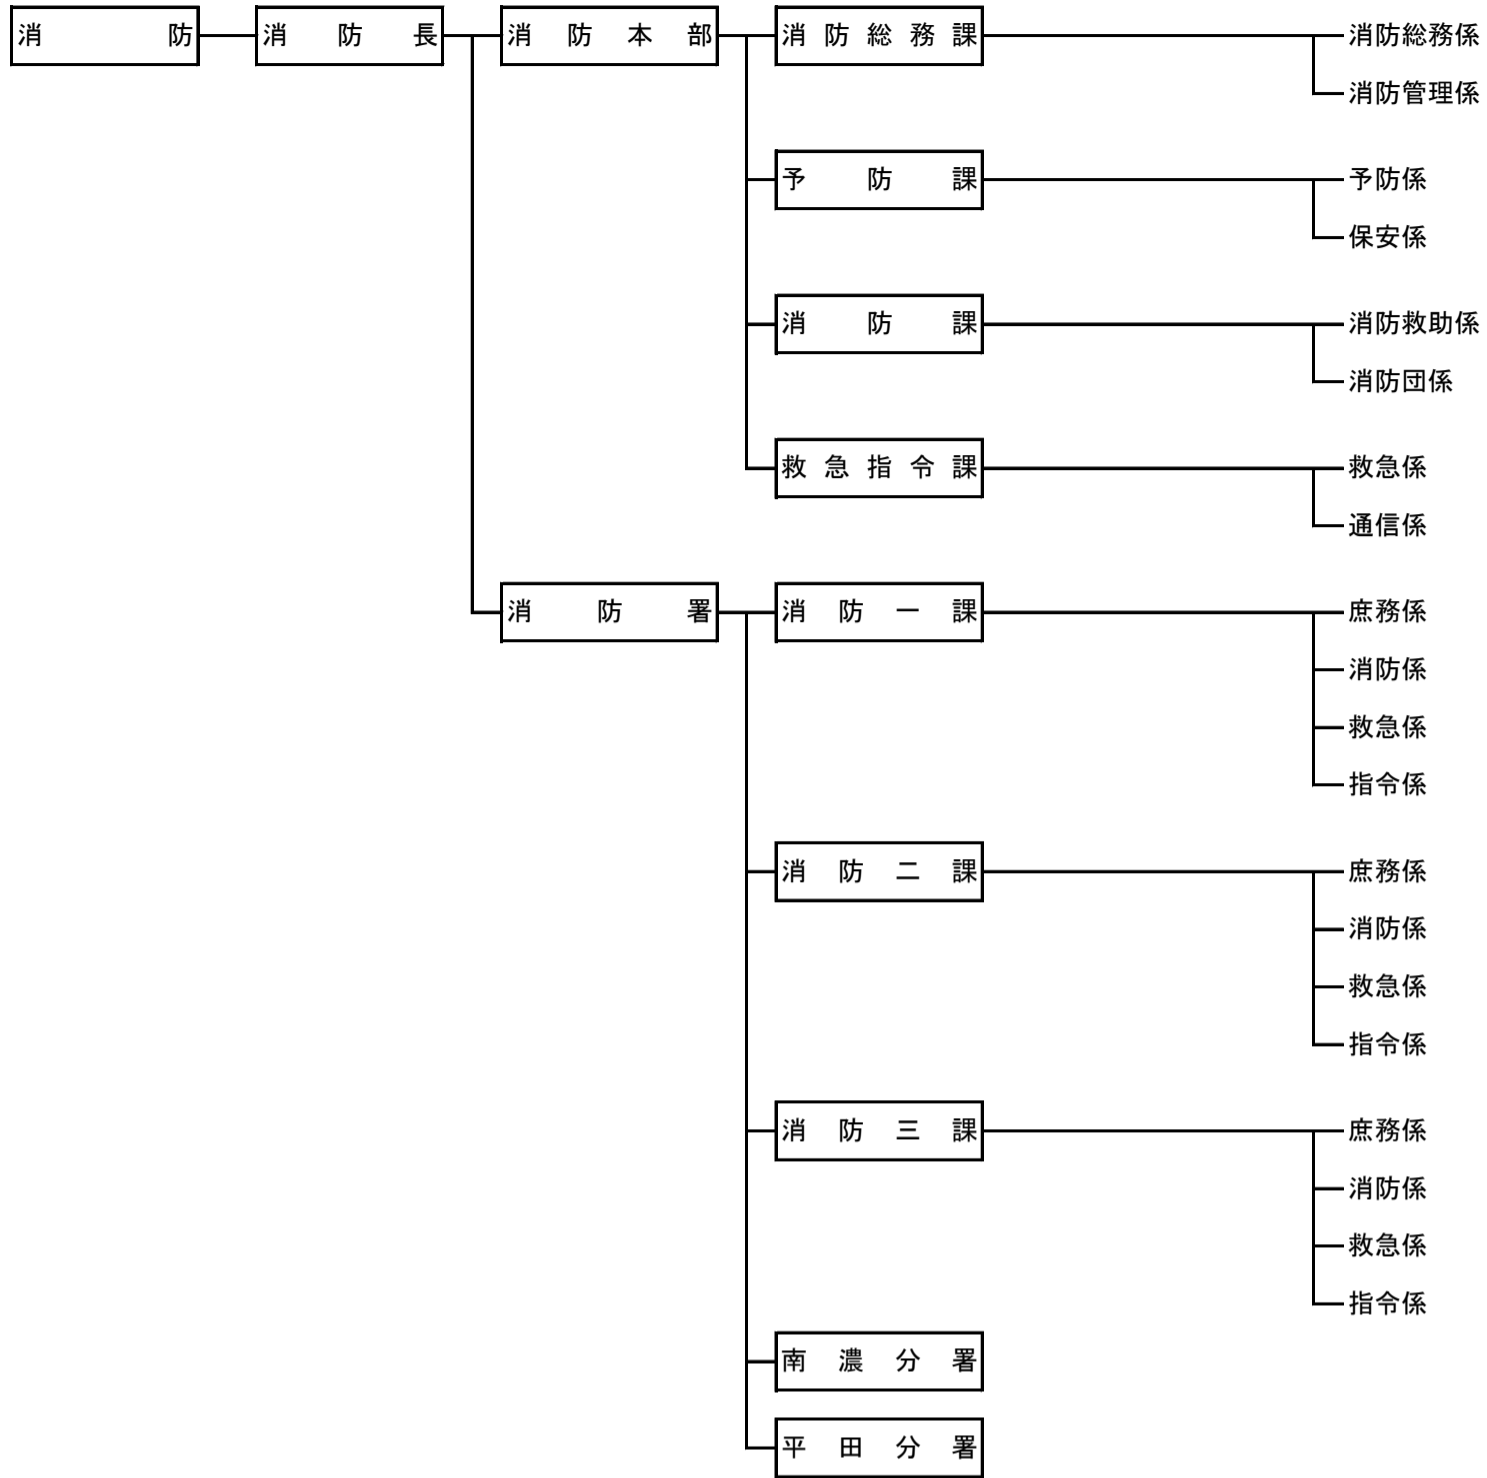 消防 消防長 消防本部 消防総務課 消防総務係
消防管理係
予防課 予防係
保安係
消防課 消防救助係
消防団係
救急指令課 救急係
通信係
消防署 消防一課 庶務係
消防係
救急係
指令係
消防二課 庶務係
消防係
救急係
指令係
消防三課 庶務係
消防係
救急係
指令係
南濃分署
平田分署